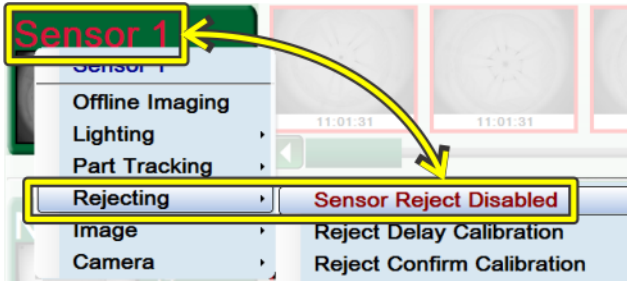 Sensor 1
Sensor 1
Offline Imaging
Lighting
Part Tracking
Rejecting
Image
Camera
11:01:31
11:01:31
Sensor Reject Disabled
Reject Delay Calibration
Reject Confirm Calibration